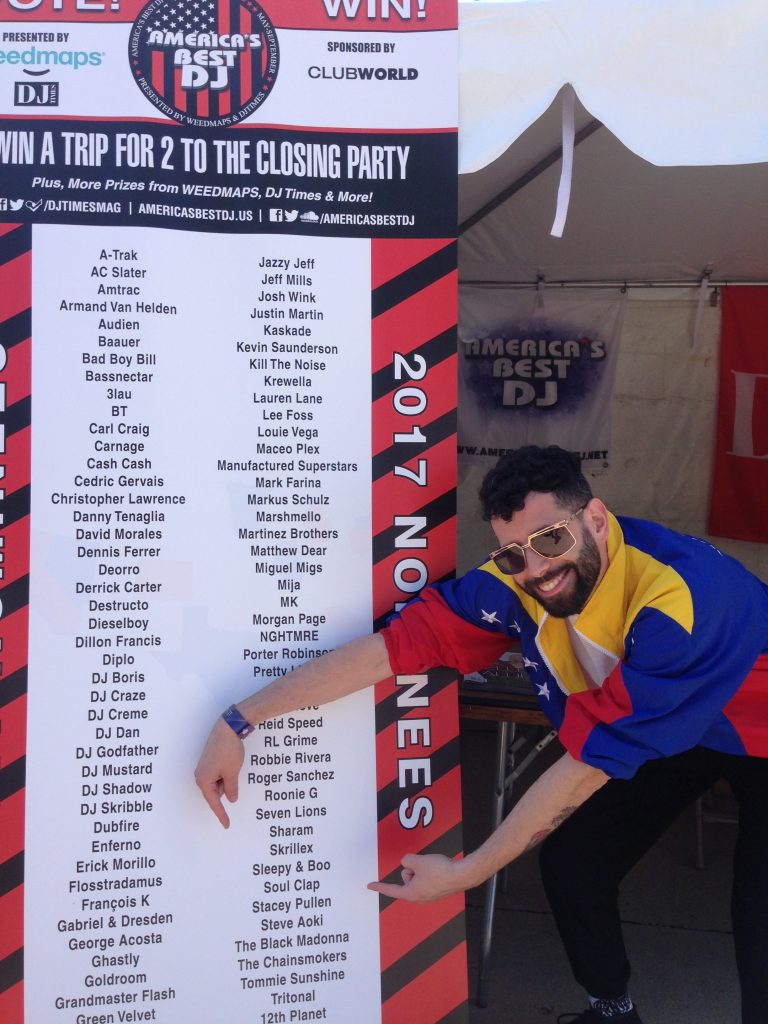 WIN!
AMERICA'S
BEST
DJ
MAY-SEPTEMBER
PRESENTED BY WEEDMAPS & DJTIMES
PRESENTED BY
eedmaps
DJ TIMES
SPONSORED BY
CLUBWORLD
WIN A TRIP FOR 2 TO THE CLOSING PARTY
Plus, More Prizes from WEEDMAPS, DJ Times & More!
/DJTIMESMAG | AMERICASBESTDJ.US | /AMERICASBESTDJ
A-Trak
AC Slater
Amtrac
Armand Van Helden
Audien
Baauer
Bad Boy Bill
Bassnectar
3lau
BT
Carl Craig
Carnage
Cash Cash
Cedric Gervais
Christopher Lawrence
Danny Tenaglia
David Morales
Dennis Ferrer
Deorro
Derrick Carter
Destructo
Dieselboy
Dillon Francis
Diplo
DJ Boris
DJ Craze
DJ Creme
DJ Dan
DJ Godfather
DJ Mustard
DJ Shadow
DJ Skribble
Dubfire
Enferno
Erick Morillo
Flosstradamus
François K
Gabriel & Dresden
George Acosta
Ghastly
Goldroom
Grandmaster Flash
Green Velvet
Jazzy Jeff
Jeff Mills
Josh Wink
Justin Martin
Kaskade
Kevin Saunderson
Kill The Noise
Krewella
Lauren Lane
Lee Foss
Louie Vega
Maceo Plex
Manufactured Superstars
Mark Farina
Markus Schulz
Marshmello
Martinez Brothers
Matthew Dear
Miguel Migs
Mija
MK
Morgan Page
NGHTMRE
Porter Robinson
Pretty
Reid Speed
RL Grime
Robbie Rivera
Roger Sanchez
Roonie G
Seven Lions
Sharam
Skrillex
Sleepy & Boo
Soul Clap
Stacey Pullen
Steve Aoki
The Black Madonna
The Chainsmokers
Tommie Sunshine
Tritonal
12th Planet
2017 NO NEES
AMERICA'S
BEST
DJ